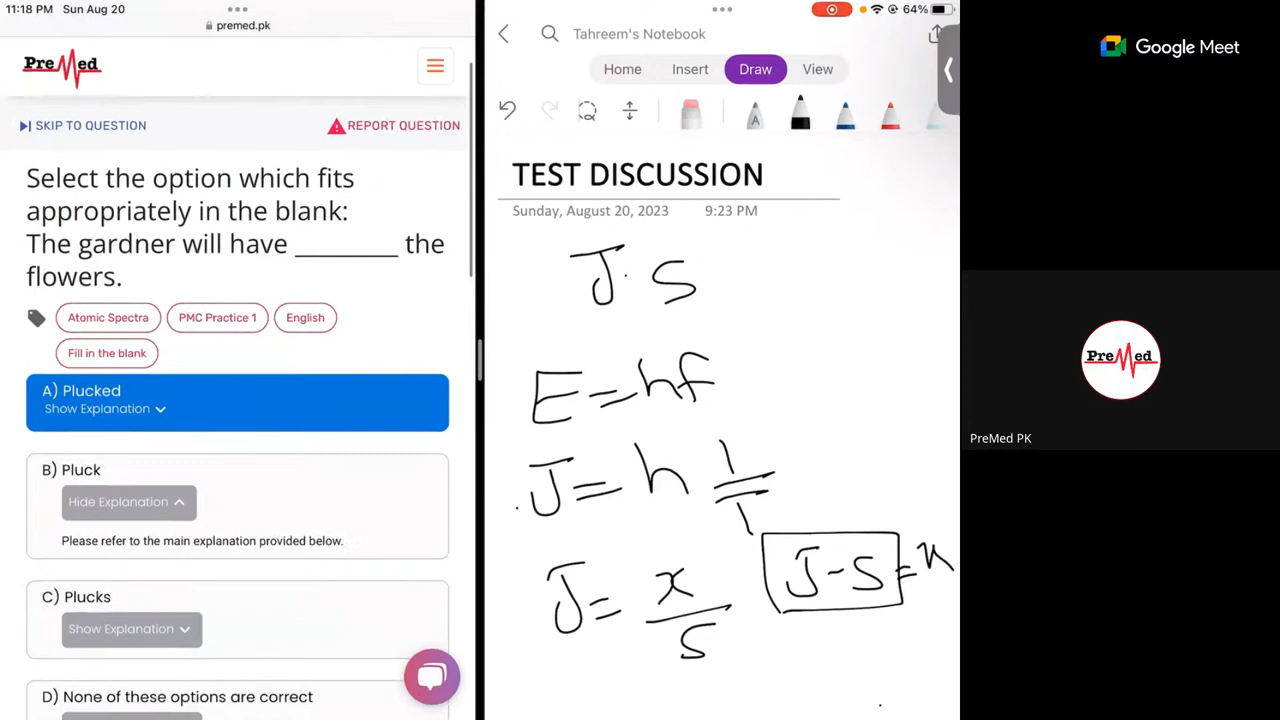 11:18 PM Sun Aug 20
premed.pk
PreMed
SKIP TO QUESTION
REPORT QUESTION
Select the option which fits
appropriately in the blank:
The gardner will have ________ the
flowers.
Atomic Spectra
PMC Practice 1
English
Fill in the blank
A) Plucked
Show Explanation
B) Pluck
Hide Explanation
Please refer to the main explanation provided below.
C) Plucks
Show Explanation
D) None of these options are correct
64%
Tahreem's Notebook
Home Insert Draw View
A
TEST DISCUSSION
Sunday, August 20, 2023 9:23 PM
J·S
E=hf
J=h
J=x/S
J-S=x
Google Meet
PreMed
PreMed PK